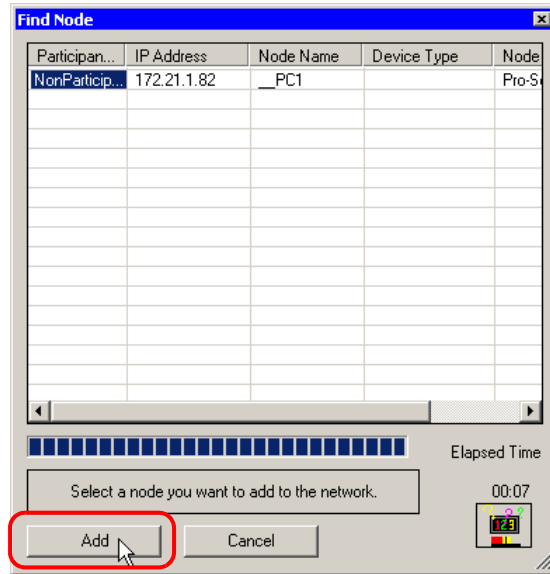 Find Node
Participan... IP Address Node Name Device Type Node
NonParticip... 172.21.1.82 __PC1 Pro-S
Elapsed Time
Select a node you want to add to the network.
00:07
123
Add Cancel